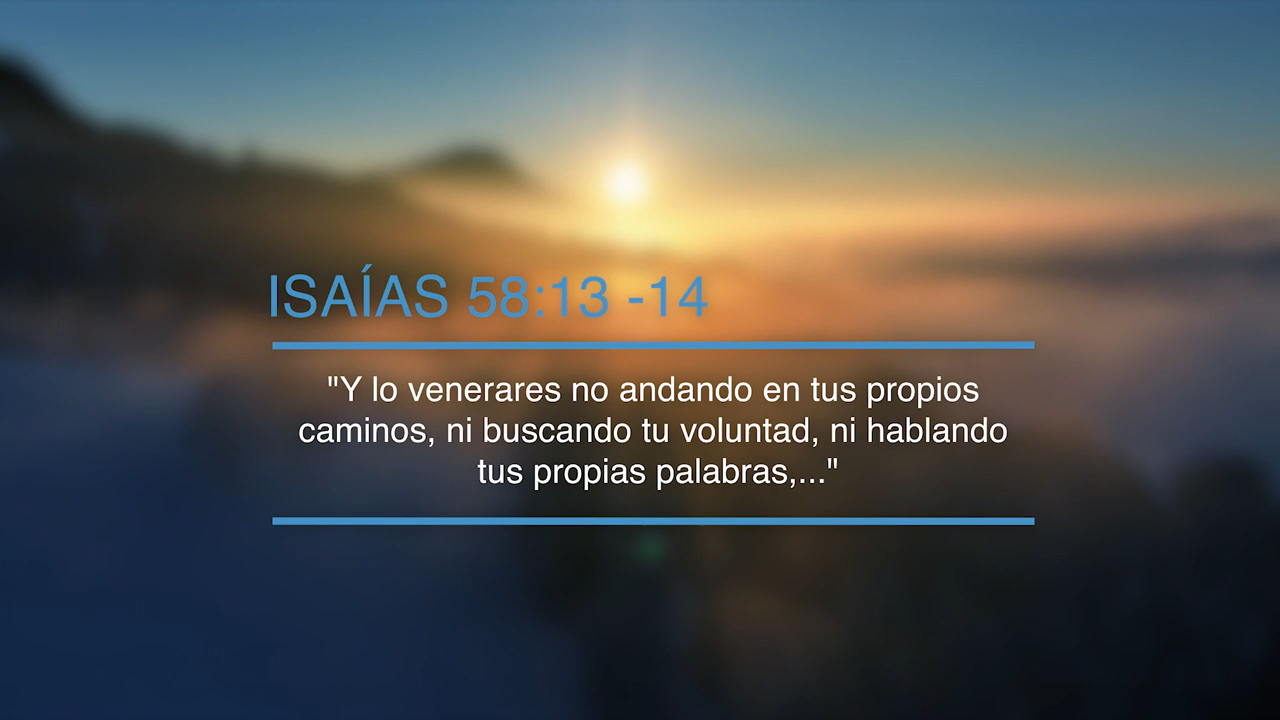 ISAÍAS 58:13 -14
"Y lo venerares no andando en tus propios
caminos, ni buscando tu voluntad, ni hablando
tus propias palabras,..."